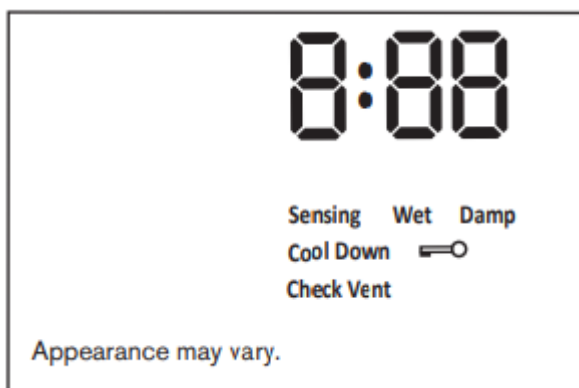 8:88
Sensing Wet Damp
Cool Down
Check Vent
Appearance may vary.